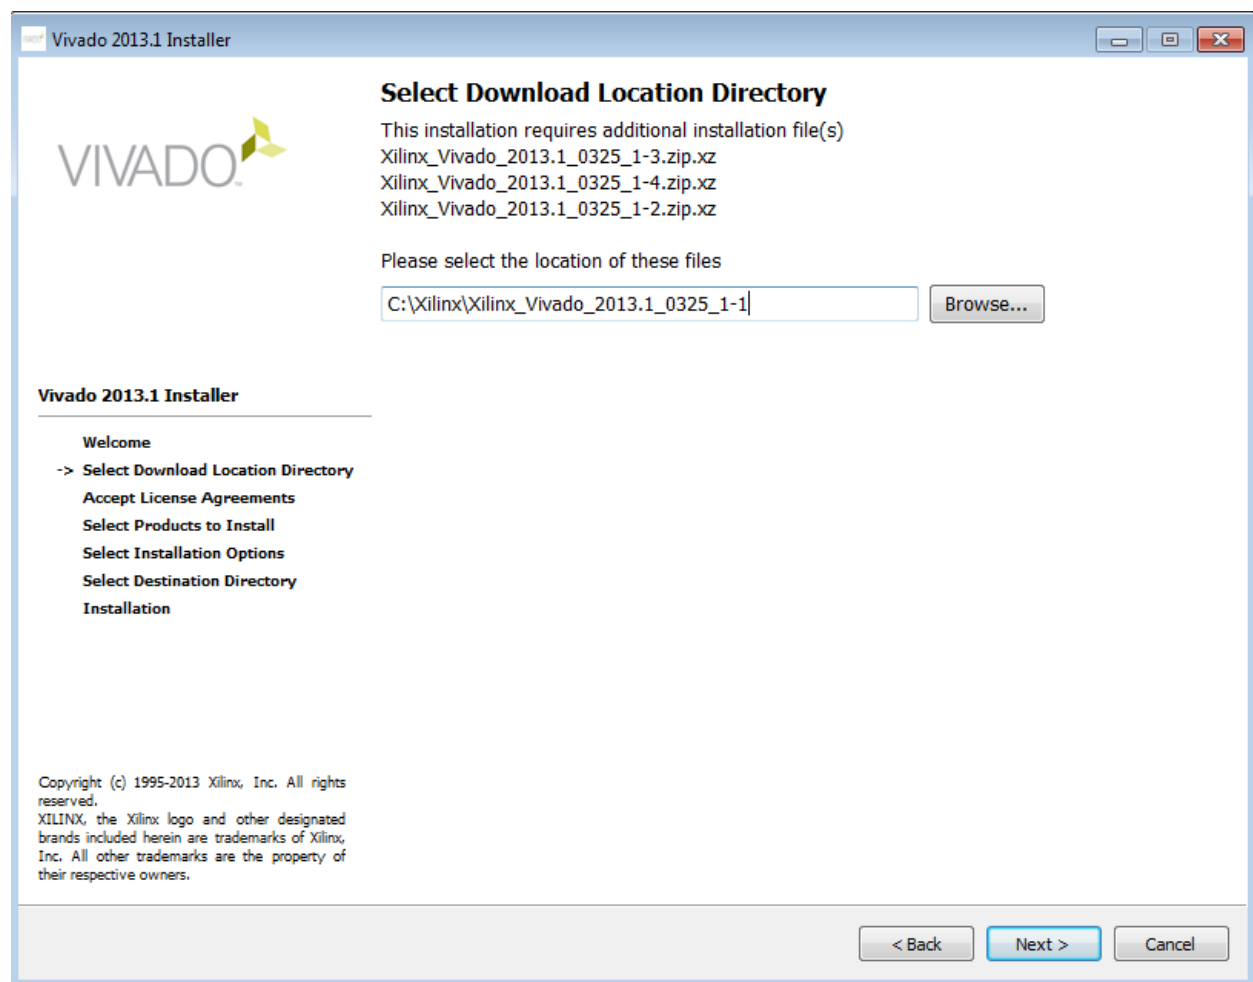 Vivado 2013.1 Installer
VIVADO™
Select Download Location Directory
This installation requires additional installation file(s)
Xilinx_Vivado_2013.1_0325_1-3.zip.xz
Xilinx_Vivado_2013.1_0325_1-4.zip.xz
Xilinx_Vivado_2013.1_0325_1-2.zip.xz
Please select the location of these files
C:\Xilinx\Xilinx_Vivado_2013.1_0325_1-1
Browse...
Vivado 2013.1 Installer
Welcome
-> Select Download Location Directory
Accept License Agreements
Select Products to Install
Select Installation Options
Select Destination Directory
Installation
Copyright (c) 1995-2013 Xilinx, Inc. All rights
reserved.
XILINX, the Xilinx logo and other designated
brands included herein are trademarks of Xilinx,
Inc. All other trademarks are the property of
their respective owners.
< Back
Next >
Cancel